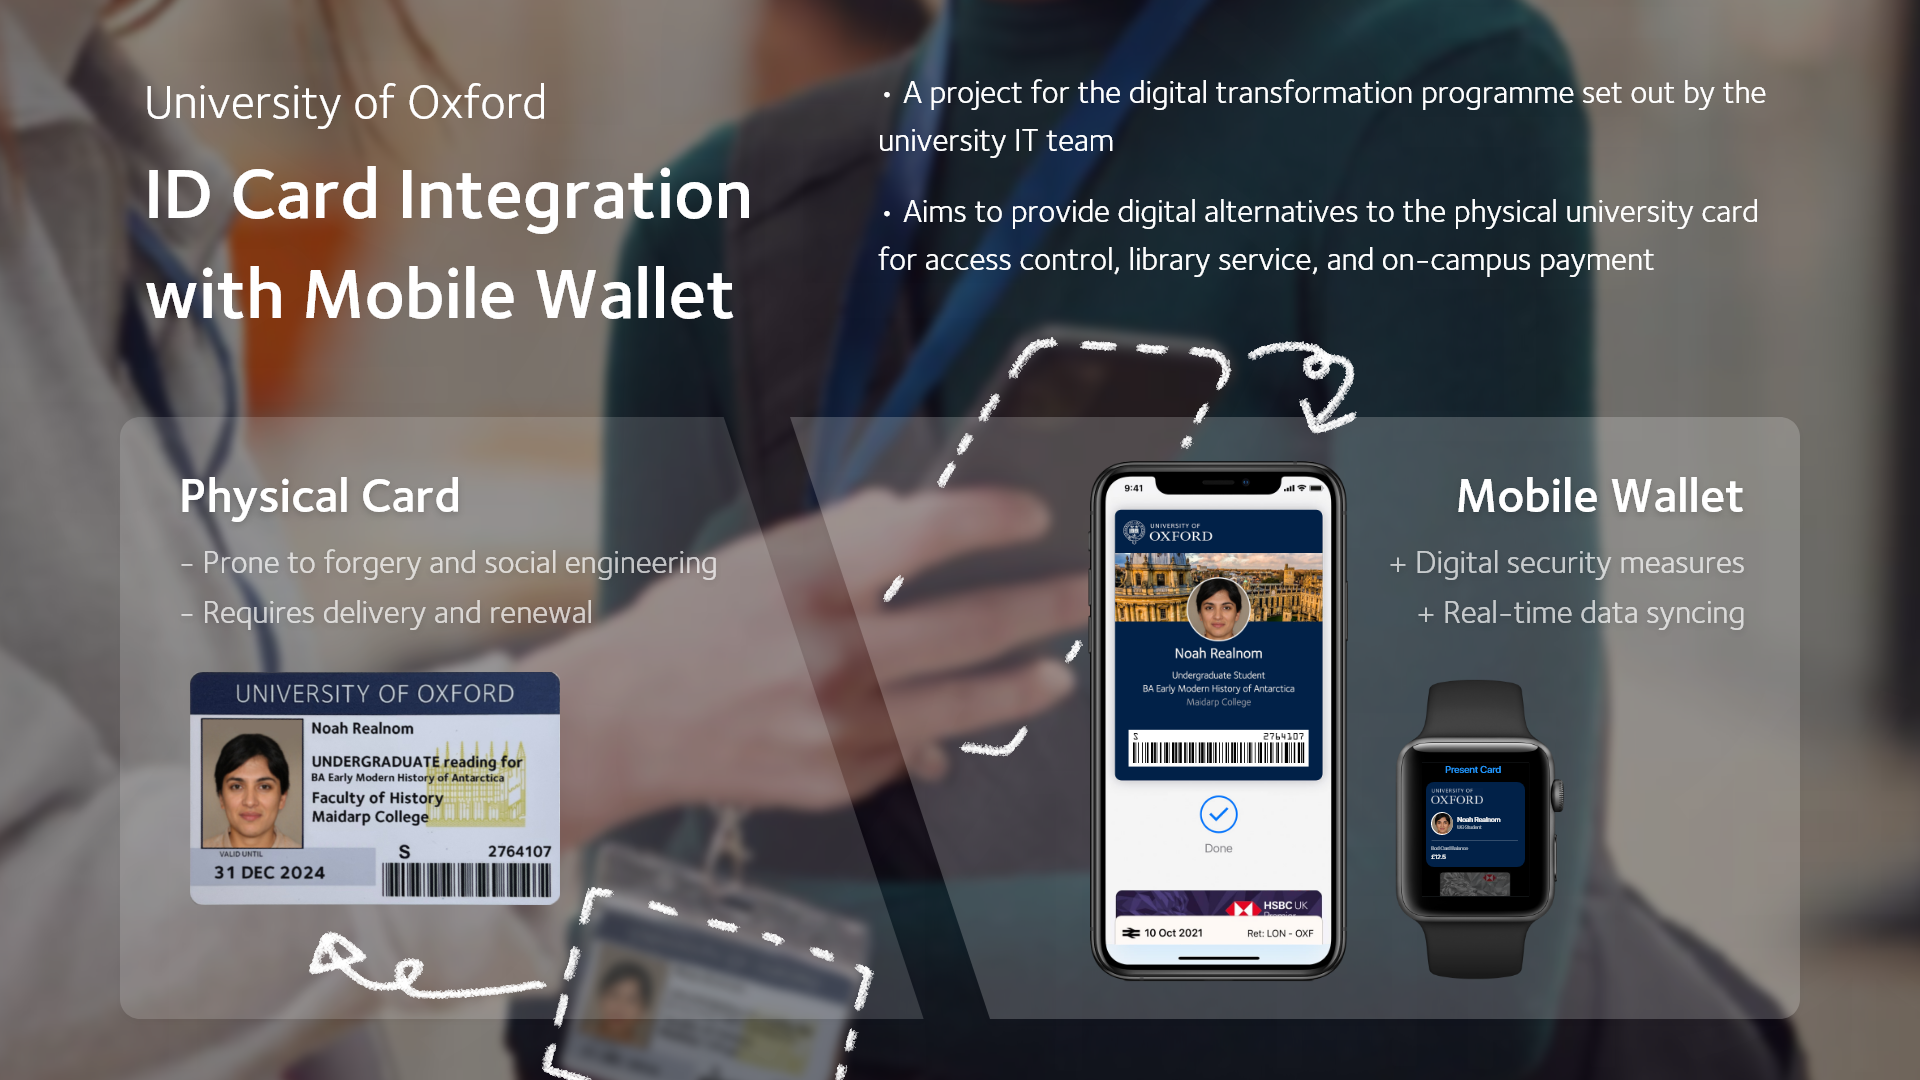 University of Oxford
ID Card Integration
with Mobile Wallet
• A project for the digital transformation programme set out by the
university IT team
• Aims to provide digital alternatives to the physical university card
for access control, library service, and on-campus payment
Physical Card
- Prone to forgery and social engineering
- Requires delivery and renewal
UNIVERSITY OF OXFORD
Noah Realnom
UNDERGRADUATE reading for
BA Early Modern History of Antarctica
Faculty of History
Maidarp College
VALID UNTIL
31 DEC 2024
S 2764107
Mobile Wallet
+ Digital security measures
+ Real-time data syncing
9:41
UNIVERSITY OF
OXFORD
Noah Realnom
Undergraduate Student
BA Early Modern History of Antarctica
Maidarp College
S 2764107
Done
HSBC UK
Premier
10 Oct 2021 Ret: LON - OXF
Present Card
UNIVERSITY OF
OXFORD
Noah Realnom
Student
Card Balance
£12.5